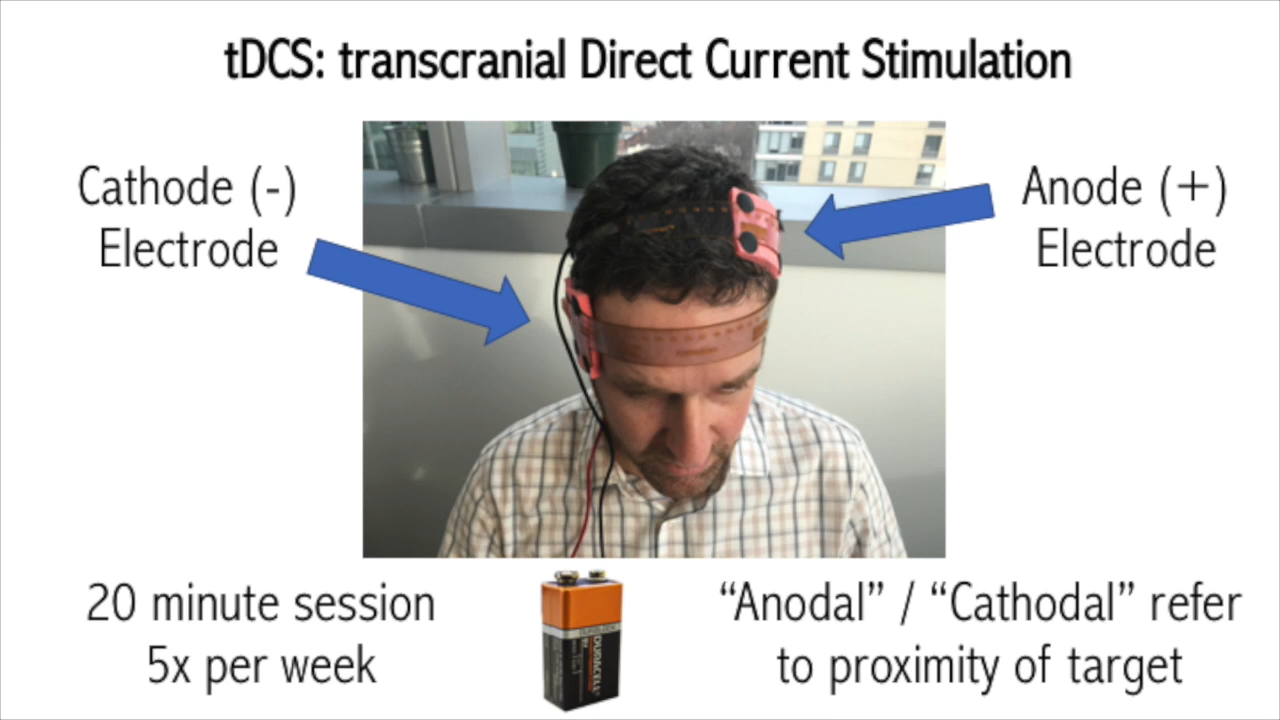 tDCS: transcranial Direct Current Stimulation
Cathode (-)
Electrode
Anode (+)
Electrode
20 minute session
5x per week
DURACELL
“Anodal” / “Cathodal” refer
to proximity of target